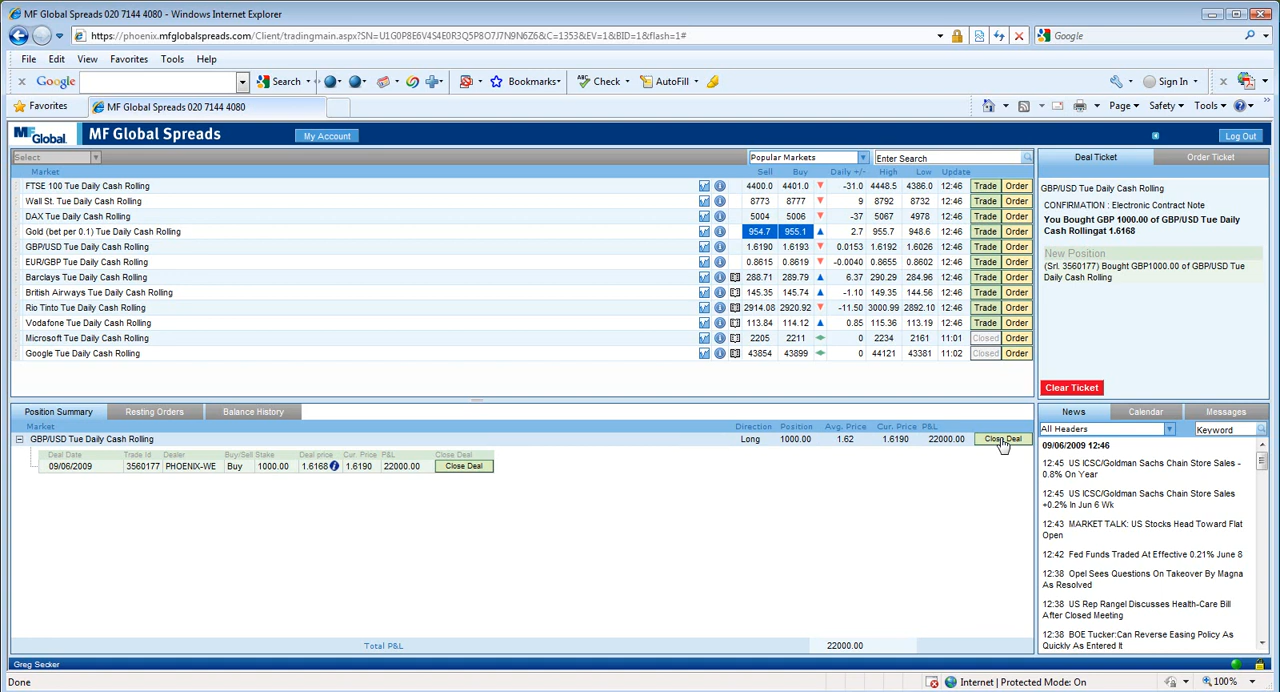 MF Global Spreads 020 7144 4080 - Windows Internet Explorer
https://phoenix.mfglobalspreads.com/Client/tradingmain.aspx?SN=U1G0P8E6V4S4E0R3Q5P8O7J7N9N6Z6&C=1353&EV=1&BID=1&flash=1#
Google
File Edit View Favorites Tools Help
Google Search Bookmarks Check AutoFill Sign In
Favorites MF Global Spreads 020 7144 4080 Page Safety Tools
MF Global MF Global Spreads My Account Log Out
Select Popular Markets Enter Search
Market Sell Buy Daily +/- High Low Update
FTSE 100 Tue Daily Cash Rolling 4400.0 4401.0 -31.0 4448.5 4386.0 12:46 Trade Order
Wall St. Tue Daily Cash Rolling 8773 8777 9 8792 8732 12:46 Trade Order
DAX Tue Daily Cash Rolling 5004 5006 -37 5067 4978 12:46 Trade Order
Gold (bet per 0.1) Tue Daily Cash Rolling 954.7 955.1 2.7 955.7 948.6 12:46 Trade Order
GBP/USD Tue Daily Cash Rolling 1.6190 1.6193 0.0153 1.6192 1.6026 12:46 Trade Order
EUR/GBP Tue Daily Cash Rolling 0.8615 0.8619 -0.0040 0.8655 0.8602 12:46 Trade Order
Barclays Tue Daily Cash Rolling 288.71 289.79 6.37 290.29 284.96 12:46 Trade Order
British Airways Tue Daily Cash Rolling 145.35 145.74 -1.10 149.35 144.56 12:46 Trade Order
Rio Tinto Tue Daily Cash Rolling 2914.08 2920.92 -11.50 3000.99 2892.10 12:46 Trade Order
Vodafone Tue Daily Cash Rolling 113.84 114.12 0.85 115.36 113.19 12:46 Trade Order
Microsoft Tue Daily Cash Rolling 2205 2211 0 2234 2161 11:01 Closed Order
Google Tue Daily Cash Rolling 43854 43899 0 44121 43381 11:02 Closed Order
Deal Ticket Order Ticket
GBP/USD Tue Daily Cash Rolling
CONFIRMATION : Electronic Contract Note
You Bought GBP 1000.00 of GBP/USD Tue Daily
Cash Rollingat 1.6168
New Position
(Srl. 3560177) Bought GBP1000.00 of GBP/USD Tue
Daily Cash Rolling
Clear Ticket
Position Summary Resting Orders Balance History
Market Direction Position Avg. Price Cur. Price P&L
GBP/USD Tue Daily Cash Rolling Long 1000.00 1.62 1.6190 22000.00 Close Deal
Deal Date Trade Id Dealer Buy/Sell Stake Deal price Cur. Price P&L Close Deal
09/06/2009 3560177 PHOENIX-WE Buy 1000.00 1.6168 1.6190 22000.00 Close Deal
Total P&L 22000.00
News Calendar Messages
All Headers Keyword
09/06/2009 12:46
12:45 US ICSC/Goldman Sachs Chain Store Sales -
0.8% On Year
12:45 US ICSC/Goldman Sachs Chain Store Sales
+0.2% In Jun 6 Wk
12:43 MARKET TALK: US Stocks Head Toward Flat
Open
12:42 Fed Funds Traded At Effective 0.21% June 8
12:38 Opel Sees Questions On Takeover By Magna
As Resolved
12:38 US Rep Rangel Discusses Health-Care Bill
After Closed Meeting
12:38 BOE Tucker:Can Reverse Easing Policy As
Quickly As Entered It
Greg Secker
Done Internet | Protected Mode: On 100%